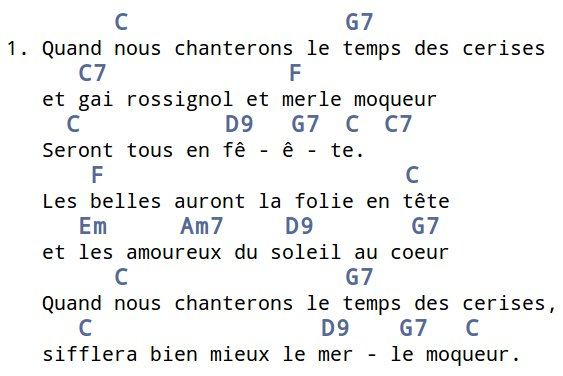 C G7
1. Quand nous chanterons le temps des cerises
C7 F
et gai rossignol et merle moqueur
C D9 G7 C C7
Seront tous en fê - ê - te.
F C
Les belles auront la folie en tête
Em Am7 D9 G7
et les amoureux du soleil au coeur
C G7
Quand nous chanterons le temps des cerises,
C D9 G7 C
sifflera bien mieux le mer - le moqueur.